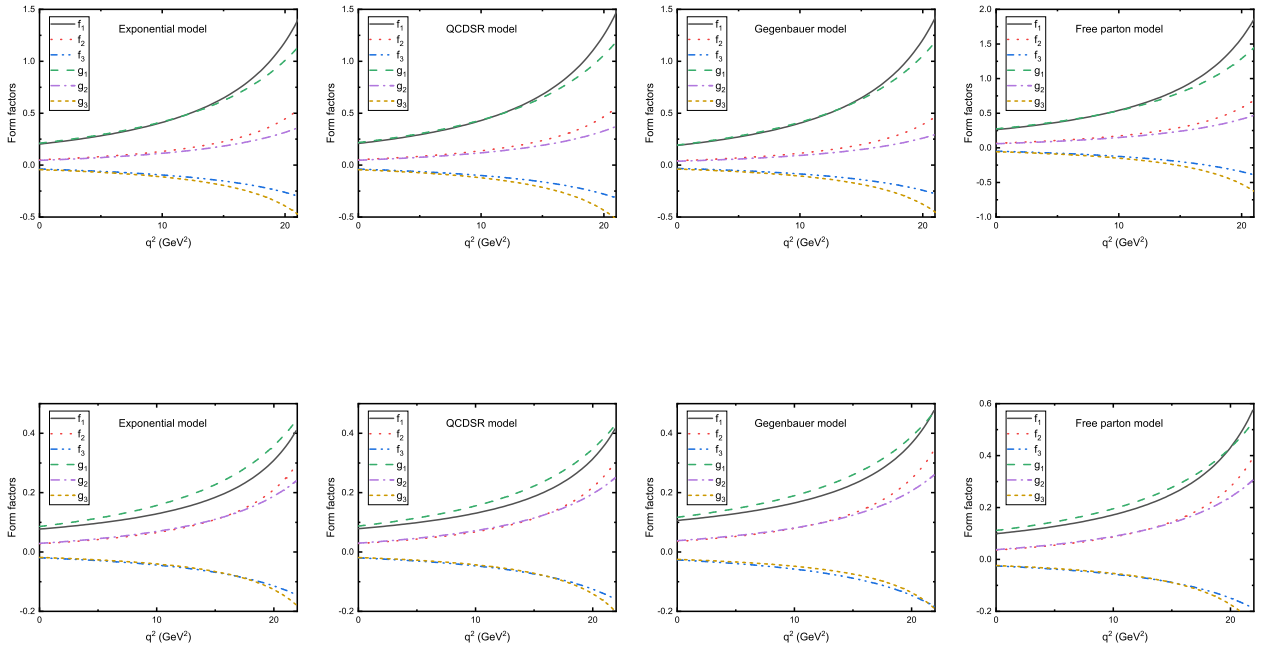 Exponential model
f1
f2
f3
g1
g2
g3
1.5
1.0
0.5
0.0
-0.5
0
10
20
Form factors
q2 (GeV2)
QCDSR model
f1
f2
f3
g1
g2
g3
1.5
1.0
0.5
0.0
-0.5
0
10
20
Form factors
q2 (GeV2)
Gegenbauer model
f1
f2
f3
g1
g2
g3
1.5
1.0
0.5
0.0
-0.5
0
10
20
Form factors
q2 (GeV2)
Free parton model
f1
f2
f3
g1
g2
g3
2.0
1.5
1.0
0.5
0.0
-0.5
-1.0
0
10
20
Form factors
q2 (GeV2)
Exponential model
f1
f2
f3
g1
g2
g3
0.4
0.2
0.0
-0.2
0
10
20
Form factors
q2 (GeV2)
QCDSR model
f1
f2
f3
g1
g2
g3
0.4
0.2
0.0
-0.2
0
10
20
Form factors
q2 (GeV2)
Gegenbauer model
f1
f2
f3
g1
g2
g3
0.4
0.2
0.0
-0.2
0
10
20
Form factors
q2 (GeV2)
Free parton model
f1
f2
f3
g1
g2
g3
0.6
0.4
0.2
0.0
-0.2
0
10
20
Form factors
q2 (GeV2)